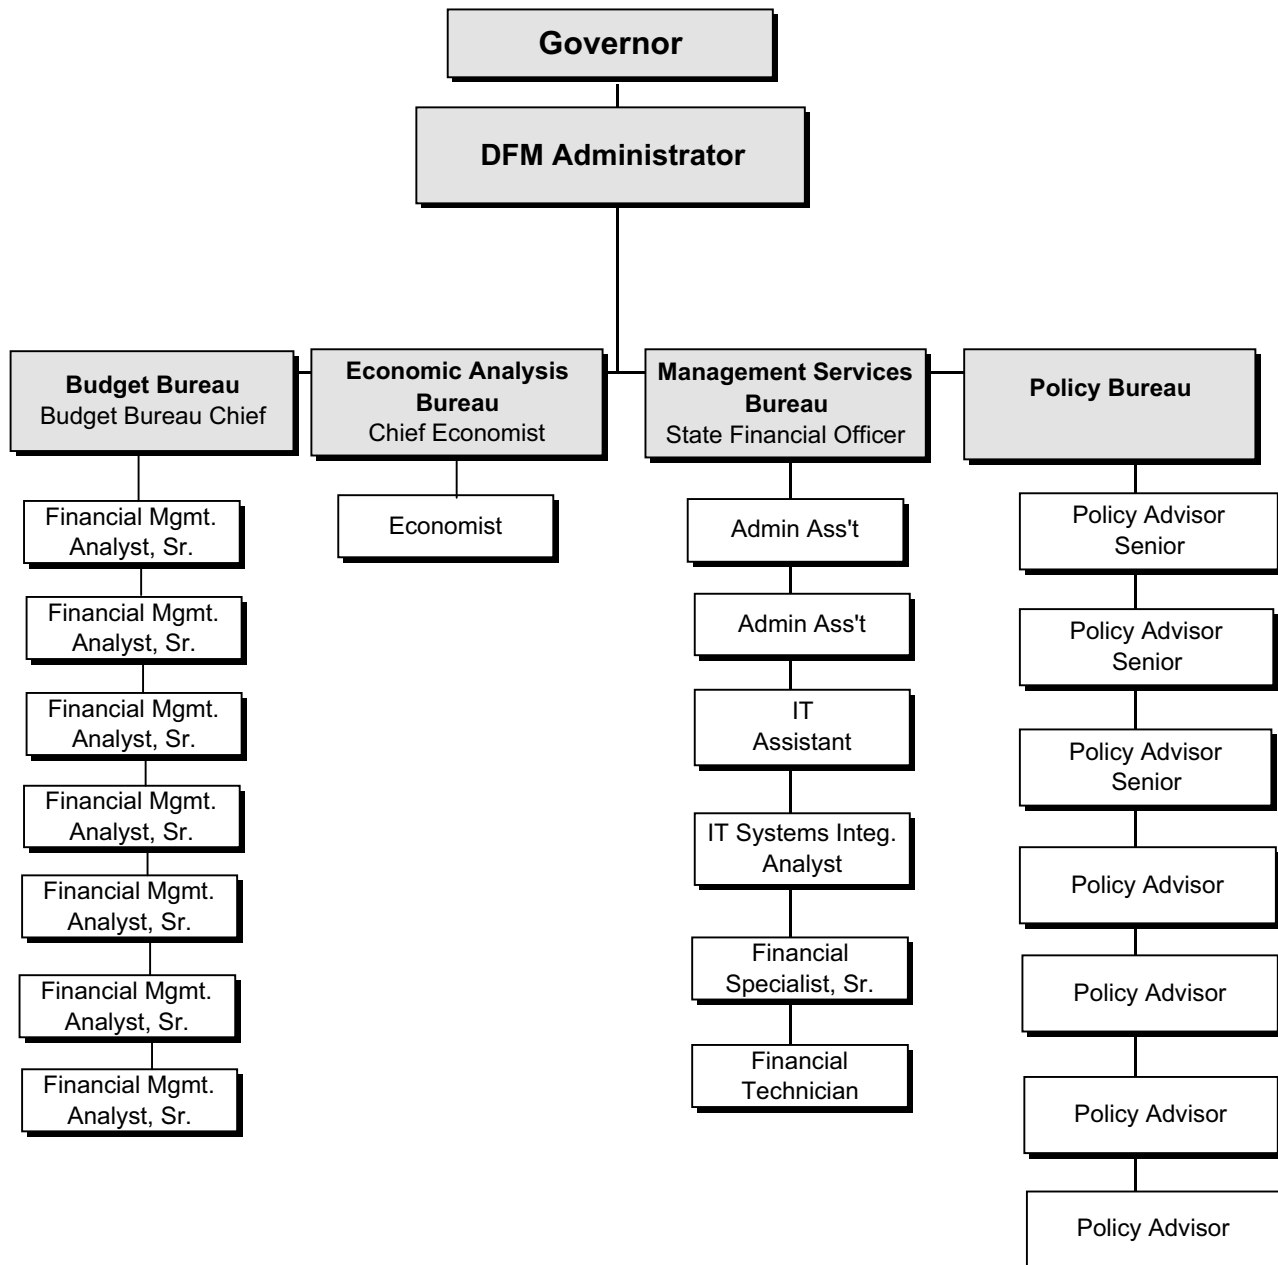 Governor
DFM Administrator
Budget Bureau
Budget Bureau Chief
Economic Analysis
Bureau
Chief Economist
Management Services
Bureau
State Financial Officer
Policy Bureau
Financial Mgmt.
Analyst, Sr.
Financial Mgmt.
Analyst, Sr.
Financial Mgmt.
Analyst, Sr.
Financial Mgmt.
Analyst, Sr.
Financial Mgmt.
Analyst, Sr.
Financial Mgmt.
Analyst, Sr.
Financial Mgmt.
Analyst, Sr.
Economist
Admin Ass't
Admin Ass't
IT
Assistant
IT Systems Integ.
Analyst
Financial
Specialist, Sr.
Financial
Technician
Policy Advisor
Senior
Policy Advisor
Senior
Policy Advisor
Senior
Policy Advisor
Policy Advisor
Policy Advisor
Policy Advisor